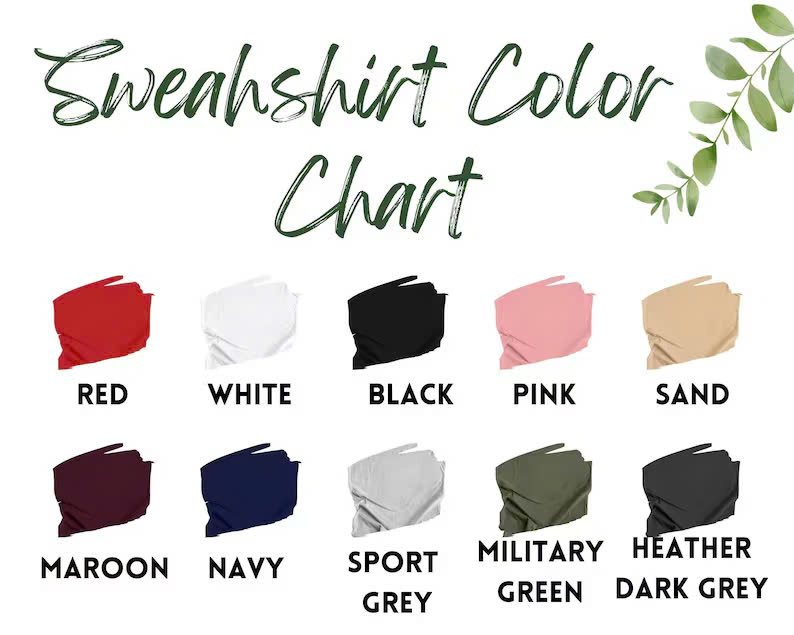 Sweahshirt Color
Chart
RED
WHITE
BLACK
PINK
SAND
MAROON
NAVY
SPORT
GREY
MILITARY
GREEN
HEATHER
DARK GREY